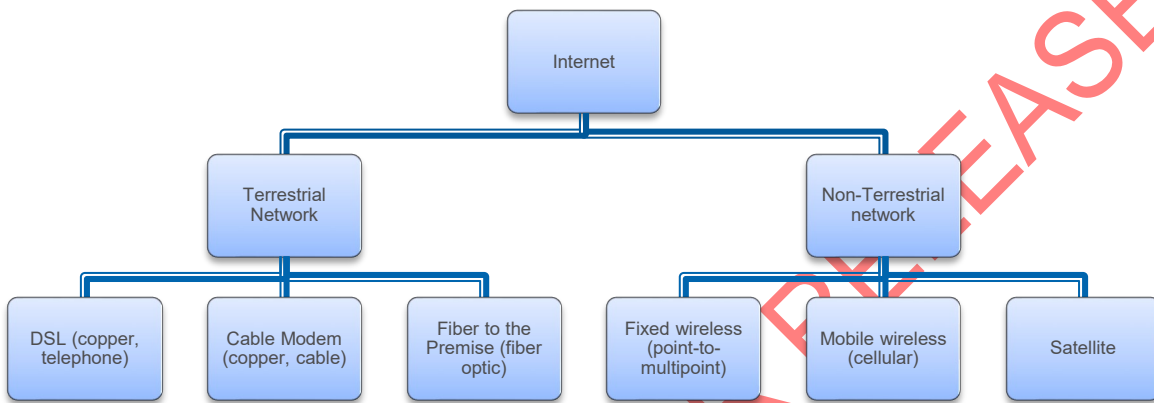 Internet
Terrestrial
Network
Non-Terrestrial
network
DSL (copper,
telephone)
Cable Modem
(copper, cable)
Fiber to the
Premise (fiber
optic)
Fixed wireless
(point-to-
multipoint)
Mobile wireless
(cellular)
Satellite
RELEASE